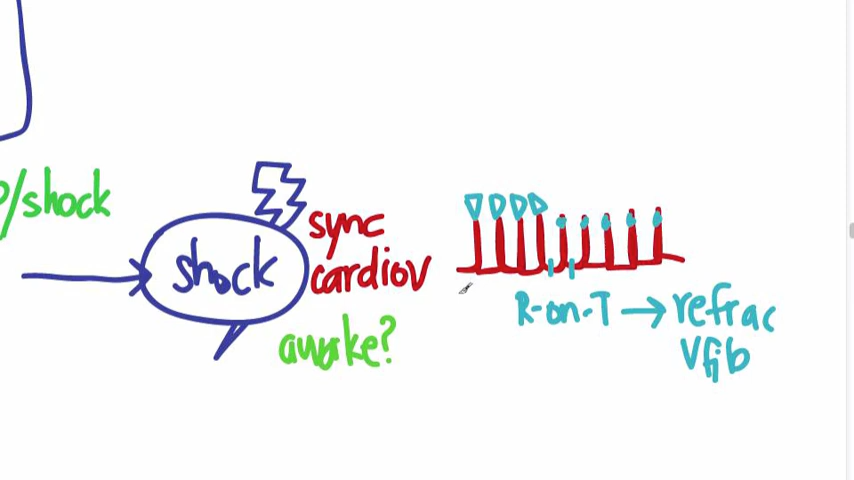 /shock
shock
sync
cardiov
awake?
R-on-T → refrac
Vfib